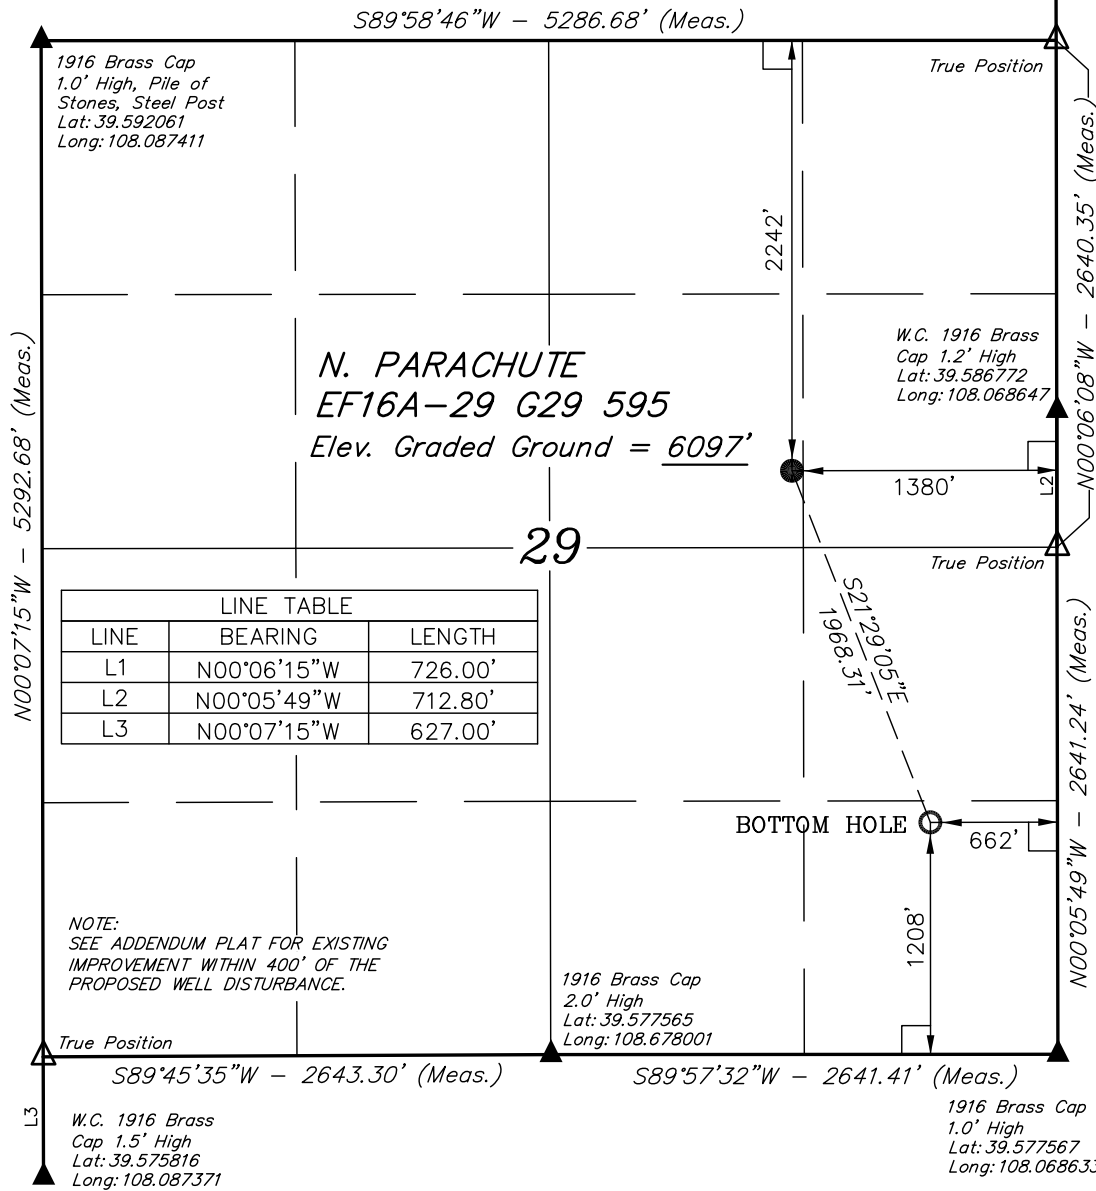 S89°58'46"W – 5286.68' (Meas.)
1916 Brass Cap
1.0' High, Pile of
Stones, Steel Post
Lat: 39.592061
Long: 108.087411
True Position
N00°06'08"W – 2640.35' (Meas.)
2242'
W.C. 1916 Brass
Cap 1.2' High
Lat: 39.586772
Long: 108.068647
N. PARACHUTE
EF16A–29 G29 595
Elev. Graded Ground = 6097'
1380'
L2
N00°07'15"W – 5292.68' (Meas.)
29
True Position
LINE TABLE
LINE BEARING LENGTH
L1 N00°06'15"W 726.00'
L2 N00°05'49"W 712.80'
L3 N00°07'15"W 627.00'
S21°29'05"E
1968.31'
N00°05'49"W – 2641.24' (Meas.)
BOTTOM HOLE
662'
1208'
NOTE:
SEE ADDENDUM PLAT FOR EXISTING
IMPROVEMENT WITHIN 400' OF THE
PROPOSED WELL DISTURBANCE.
1916 Brass Cap
2.0' High
Lat: 39.577565
Long: 108.678001
True Position
S89°45'35"W – 2643.30' (Meas.)
S89°57'32"W – 2641.41' (Meas.)
L3
W.C. 1916 Brass
Cap 1.5' High
Lat: 39.575816
Long: 108.087371
1916 Brass Cap
1.0' High
Lat: 39.577567
Long: 108.068633